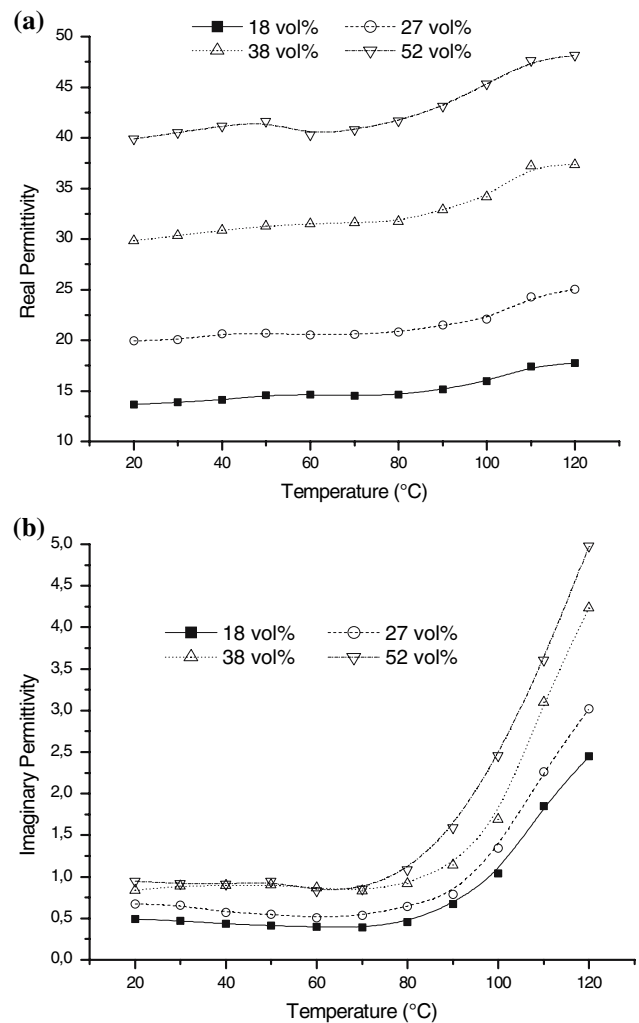 (a)
18 vol% 27 vol%
38 vol% 52 vol%
50
45
40
35
30
25
20
15
10
Real Permittivity
20 40 60 80 100 120
Temperature (°C)
(b)
5,0
4,5
4,0
3,5
3,0
2,5
2,0
1,5
1,0
0,5
0,0
Imaginary Permittivity
18 vol% 27 vol%
38 vol% 52 vol%
20 40 60 80 100 120
Temperature (°C)